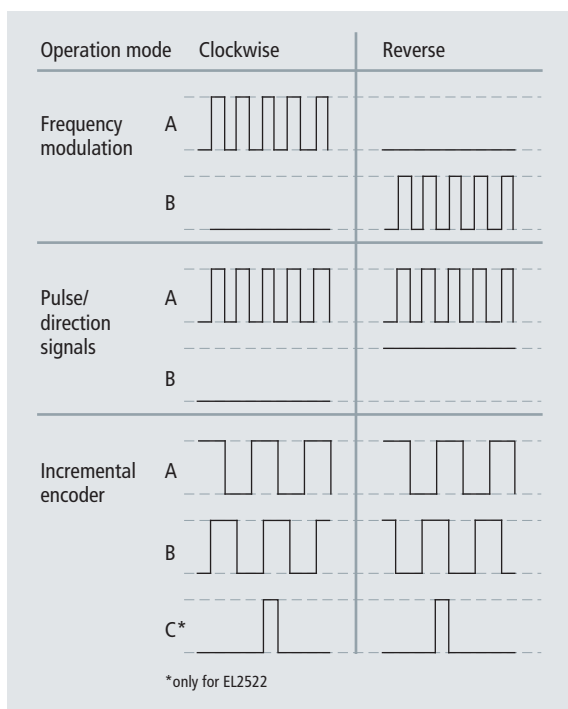 Operation mode Clockwise Reverse
Frequency
modulation
A
B
Pulse/
direction
signals
A
B
Incremental
encoder
A
B
C*
*only for EL2522